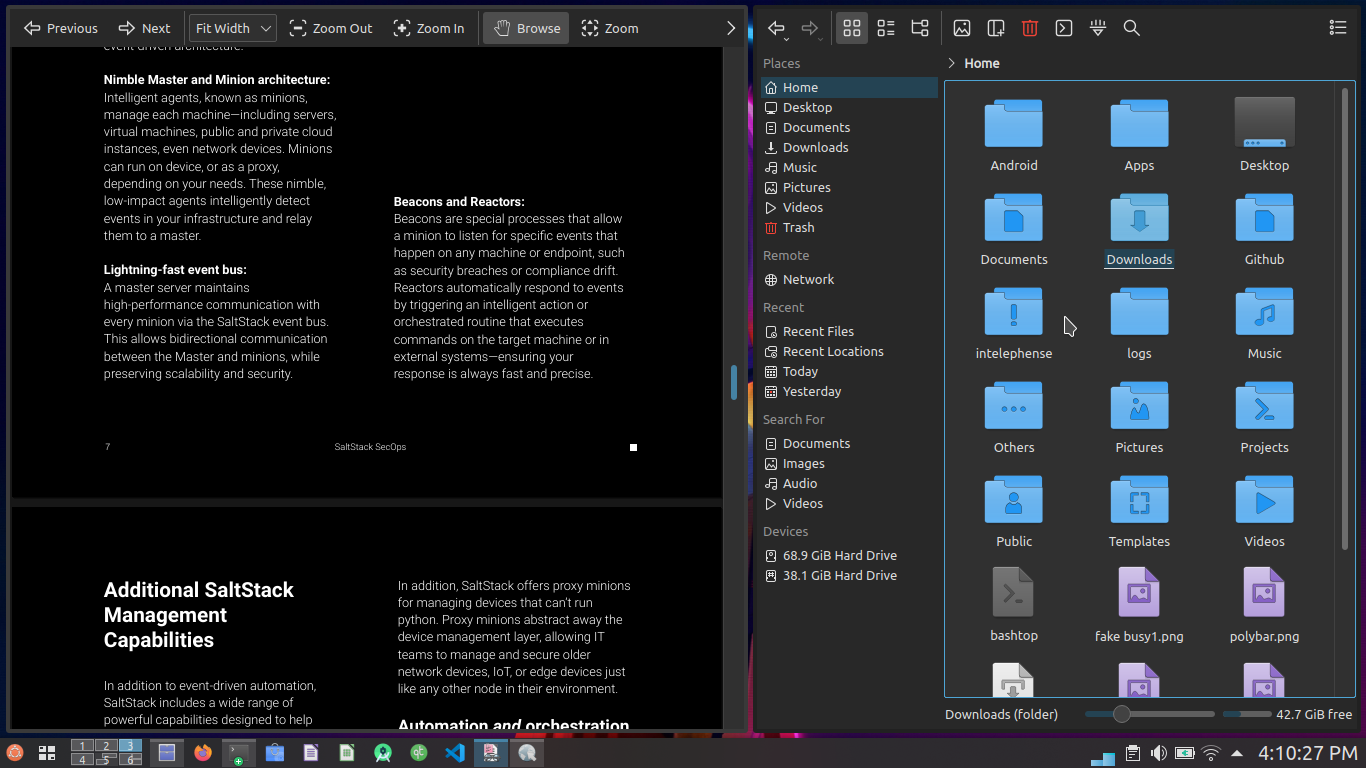 Previous
Next
Fit Width
Zoom Out
Zoom In
Browse
Zoom
event-driven architecture.
Nimble Master and Minion architecture:
Intelligent agents, known as minions,
manage each machine—including servers,
virtual machines, public and private cloud
instances, even network devices. Minions
can run on device, or as a proxy,
depending on your needs. These nimble,
low-impact agents intelligently detect
events in your infrastructure and relay
them to a master.
Lightning-fast event bus:
A master server maintains
high-performance communication with
every minion via the SaltStack event bus.
This allows bidirectional communication
between the Master and minions, while
preserving scalability and security.
Beacons and Reactors:
Beacons are special processes that allow
a minion to listen for specific events that
happen on any machine or endpoint, such
as security breaches or compliance drift.
Reactors automatically respond to events
by triggering an intelligent action or
orchestrated routine that executes
commands on the target machine or in
external systems—ensuring your
response is always fast and precise.
7
SaltStack SecOps
Additional SaltStack
Management
Capabilities
In addition to event-driven automation,
SaltStack includes a wide range of
powerful capabilities designed to help
In addition, SaltStack offers proxy minions
for managing devices that can't run
python. Proxy minions abstract away the
device management layer, allowing IT
teams to manage and secure older
network devices, IoT, or edge devices just
like any other node in their environment.
Automation and orchestration
Places
Home
Desktop
Documents
Downloads
Music
Pictures
Videos
Trash
Remote
Network
Recent
Recent Files
Recent Locations
Today
Yesterday
Search For
Documents
Images
Audio
Videos
Devices
68.9 GiB Hard Drive
38.1 GiB Hard Drive
Home
Android
Apps
Desktop
Documents
Downloads
Github
intelephense
logs
Music
Others
Pictures
Projects
Public
Templates
Videos
bashtop
fake busy1.png
polybar.png
Downloads (folder)
42.7 GiB free
1 2 3
4 5 6
qt
4:10:27 PM